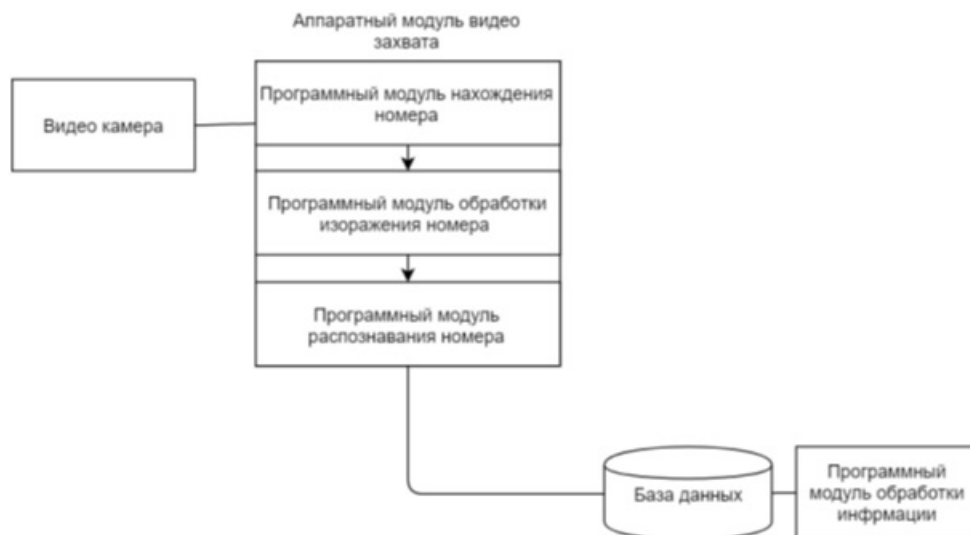 Аппаратный модуль видео
захвата
Программный модуль нахождения
номера
Видео камера
Программный модуль обработки
изоражения номера
Программный модуль
распознавания номера
База данных
Программный
модуль обработки
инфрмации